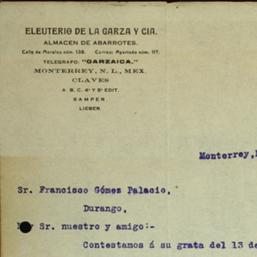 ELEUTERIO DE LA GARZA Y CIA.
ALMACEN DE ABARROTES.
Calle de Morelos núm. 138. Correo: Apartado núm. 117.
TELEGRAFO: "GARZAICA."
MONTERREY, N. L., MEX.
CLAVES
A. B. C. 4ª Y 5ª EDIT.
SAMPER.
LIEBER.
Monterrey,
Sr. Francisco Gómez Palacio,
Durango,
Sr. nuestro y amigo:-
Contestamos á su grata del 13 de